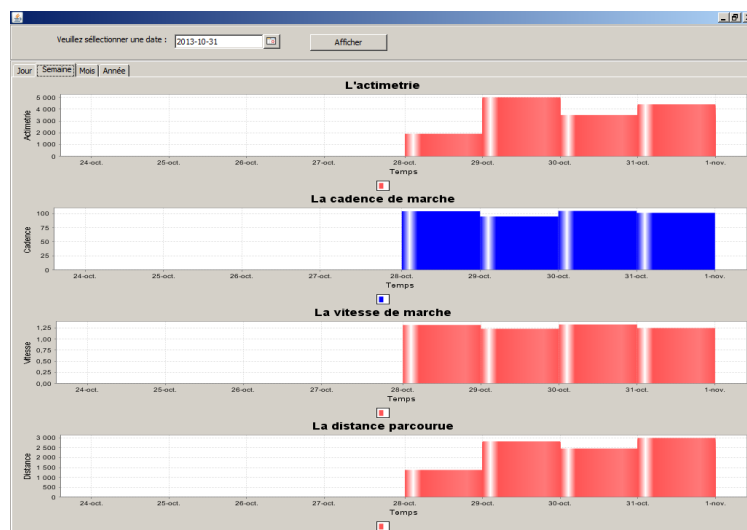 Veuillez sélectionner une date : 2013-10-31 Afficher
Jour Semaine Mois Année
L'actimetrie
Actimetrie
5 000
4 000
3 000
2 000
1 000
0
24-oct. 25-oct. 26-oct. 27-oct. 28-oct. 29-oct. 30-oct. 31-oct. 1-nov.
Temps
La cadence de marche
Cadence
100
75
50
25
0
24-oct. 25-oct. 26-oct. 27-oct. 28-oct. 29-oct. 30-oct. 31-oct. 1-nov.
Temps
La vitesse de marche
Vitesse
1,25
1,00
0,75
0,50
0,25
0,00
24-oct. 25-oct. 26-oct. 27-oct. 28-oct. 29-oct. 30-oct. 31-oct. 1-nov.
Temps
La distance parcourue
Distance
3 000
2 500
2 000
1 500
1 000
500
0
24-oct. 25-oct. 26-oct. 27-oct. 28-oct. 29-oct. 30-oct. 31-oct. 1-nov.
Temps